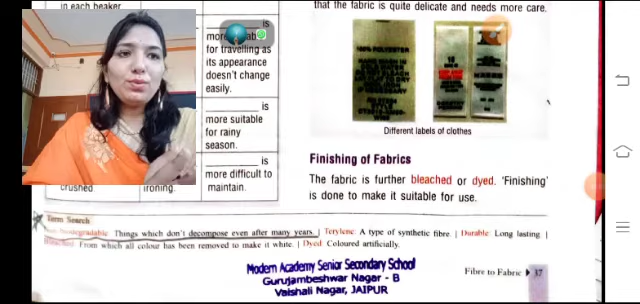 in each beaker
is
for travelling as
its appearance
doesn't change
easily.
is
more suitable
for rainy
season.
is
more difficult to
maintain.
crushed.
ironing.
that the fabric is quite delicate and needs more care.
100% POLYESTER
Different labels of clothes
Finishing of Fabrics
The fabric is further bleached or dyed. 'Finishing'
is done to make it suitable for use.
Term Search
Things which don't decompose even after many years. | Terylene: A type of synthetic fibre. | Durable: Long lasting. |
From which all colour has been removed to make it white. | Dyed: Coloured artificially.
Modern Academy Senior Secondary School
Gurujambeshwar Nagar - B
Vaishali Nagar, JAIPUR
Fibre to Fabric 37